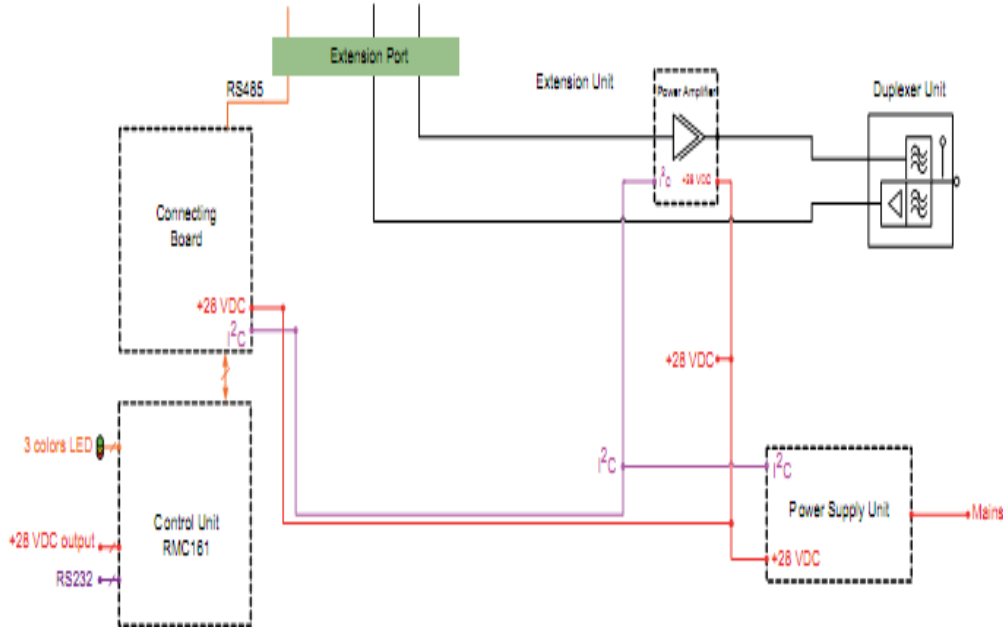 Extension Port
RS485
Extension Unit
Power Amplifier
Duplexer Unit
I²C
+28 VDC
Connecting
Board
+28 VDC
I²C
+28 VDC
3 colors LED
I²C
I²C
Control Unit
RMC161
Power Supply Unit
Mains
+28 VDC output
+28 VDC
RS232